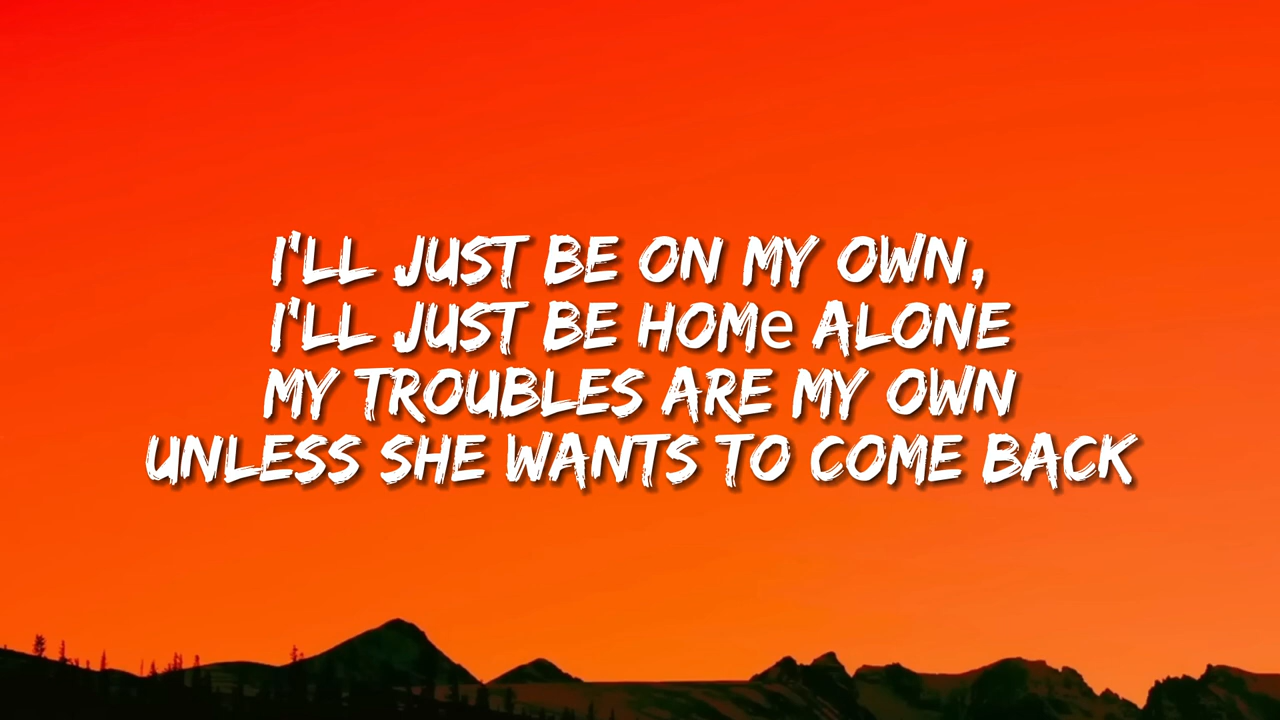 I'LL JUST BE ON MY OWN,
I'LL JUST BE HOMe ALONE
MY TROUBLES ARE MY OWN
UNLESS SHE WANTS TO COME BACK